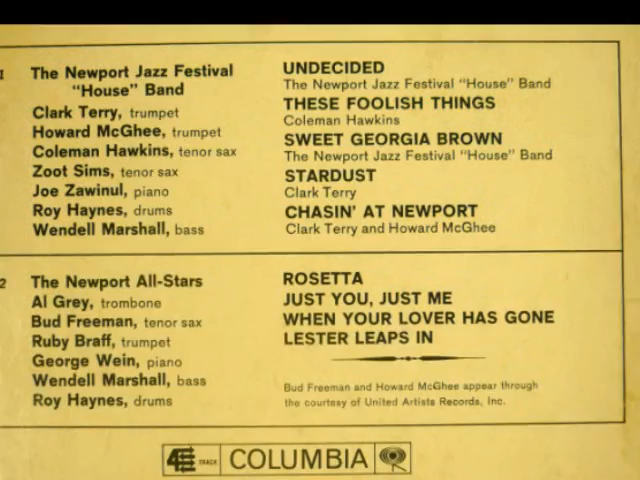 1
The Newport Jazz Festival
"House" Band
Clark Terry, trumpet
Howard McGhee, trumpet
Coleman Hawkins, tenor sax
Zoot Sims, tenor sax
Joe Zawinul, piano
Roy Haynes, drums
Wendell Marshall, bass
UNDECIDED
The Newport Jazz Festival "House" Band
THESE FOOLISH THINGS
Coleman Hawkins
SWEET GEORGIA BROWN
The Newport Jazz Festival "House" Band
STARDUST
Clark Terry
CHASIN' AT NEWPORT
Clark Terry and Howard McGhee
2
The Newport All-Stars
Al Grey, trombone
Bud Freeman, tenor sax
Ruby Braff, trumpet
George Wein, piano
Wendell Marshall, bass
Roy Haynes, drums
ROSETTA
JUST YOU, JUST ME
WHEN YOUR LOVER HAS GONE
LESTER LEAPS IN
Bud Freeman and Howard McGhee appear through
the courtesy of United Artists Records, Inc.
4 TRACK COLUMBIA